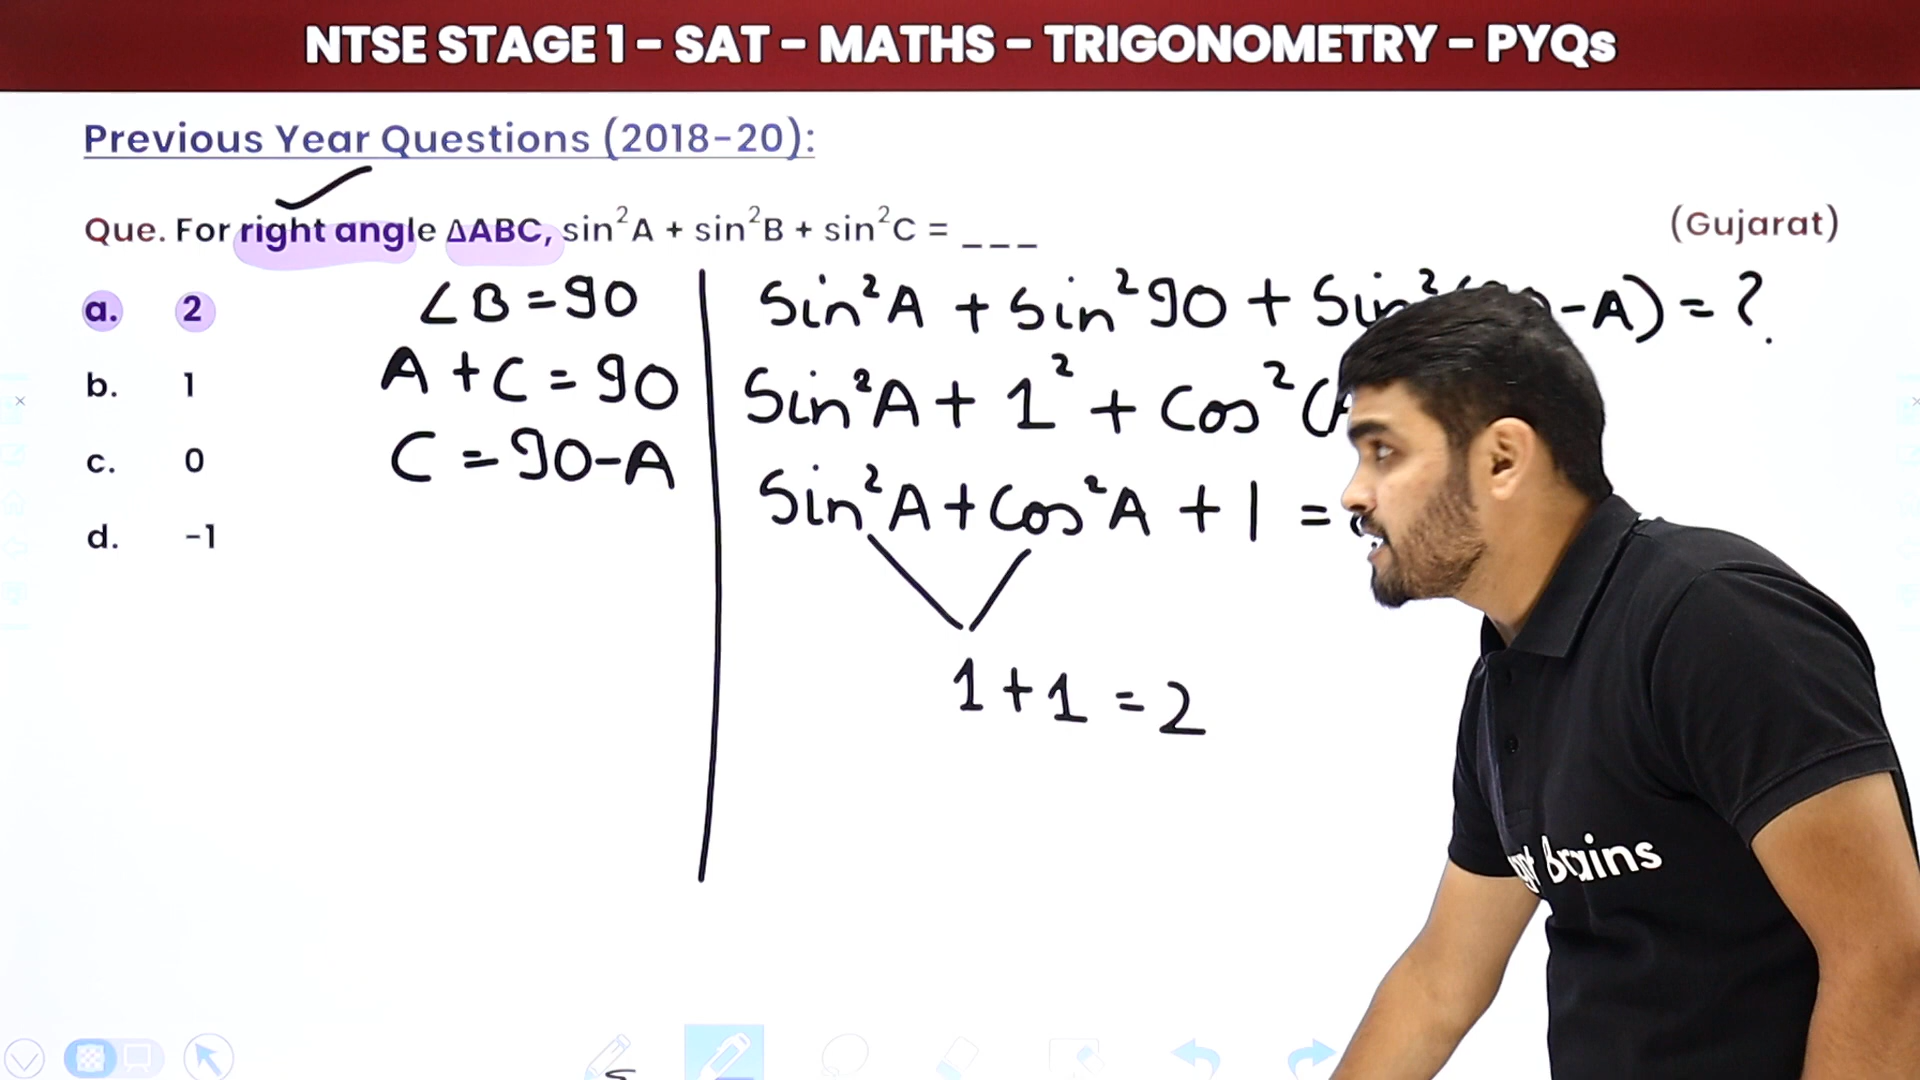 NTSE STAGE 1 – SAT – MATHS – TRIGONOMETRY – PYQs
Previous Year Questions (2018-20):
Que. For right angle ΔABC, sin²A + sin²B + sin²C = _ _ _
(Gujarat)
a. 2
b. 1
c. 0
d. -1
∠B = 90
A + C = 90
C = 90-A
Sin²A + Sin²90 + Sin² -A) = ?
Sin²A + 1² + Cos²(A
Sin²A + Cos²A + 1 =
1 + 1 = 2
Brains